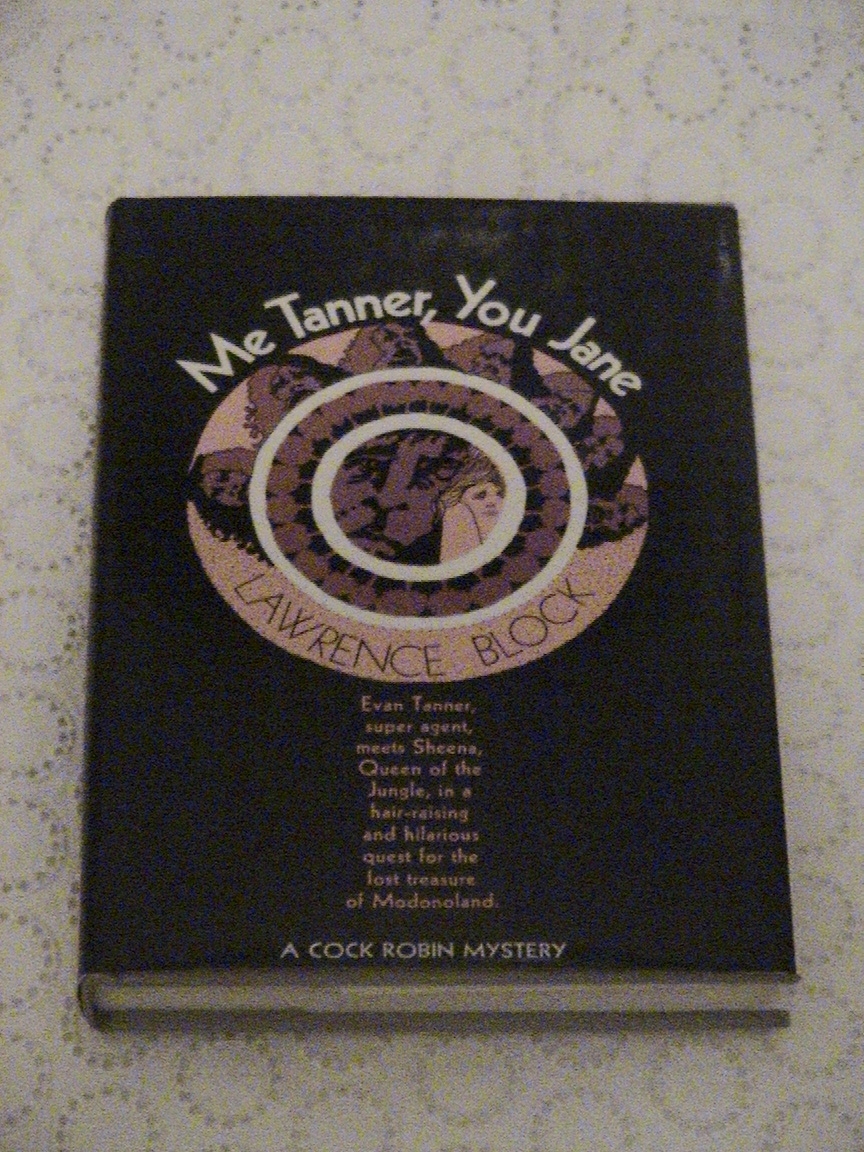 Me Tanner, You Jane
LAWRENCE BLOCK
Evan Tanner,
super agent,
meets Sheena,
Queen of the
Jungle, in a
hair-raising
and hilarious
quest for the
lost treasure
of Modonoland.
A COCK ROBIN MYSTERY